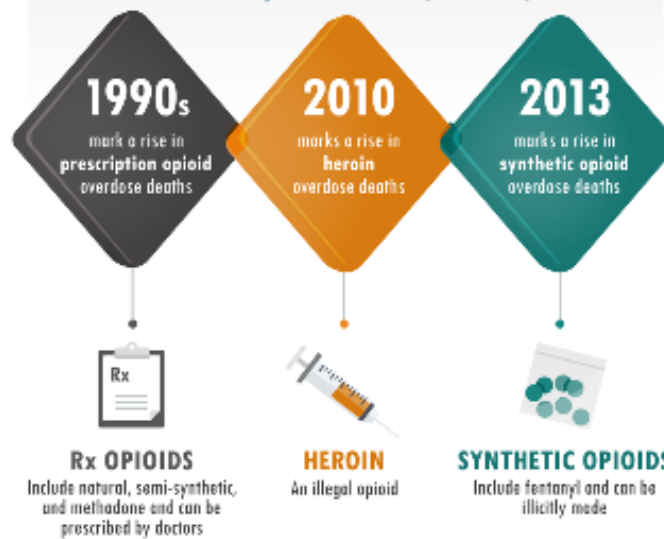 1990s
mark a rise in
prescription opioid
overdose deaths
2010
marks a rise in
heroin
overdose deaths
2013
marks a rise in
synthetic opioid
overdose deaths
Rx
Rx OPIOIDS
Include natural, semi-synthetic,
and methadone and can be
prescribed by doctors
HEROIN
An illegal opioid
SYNTHETIC OPIOIDS
Include fentanyl and can be
illicitly made